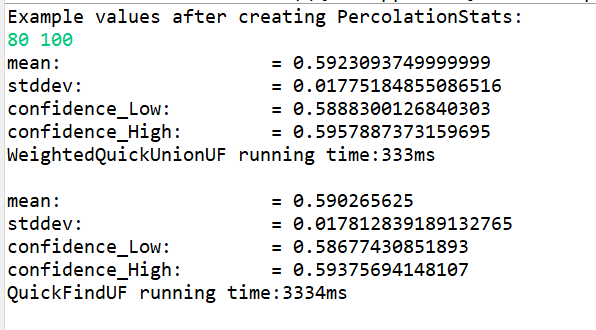 Example values after creating PercolationStats:
80 100
mean: = 0.5923093749999999
stddev: = 0.01775184855086516
confidence_Low: = 0.5888300126840303
confidence_High: = 0.5957887373159695
WeightedQuickUnionUF running time:333ms
mean: = 0.590265625
stddev: = 0.017812839189132765
confidence_Low: = 0.58677430851893
confidence_High: = 0.59375694148107
QuickFindUF running time:3334ms